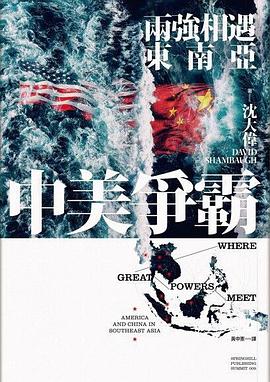 兩強相遇
東南亞
沈大偉
DAVID
SHAMBAUGH
中美爭霸
WHERE
GREAT
POWERS
MEET
AMERICA
AND CHINA IN
SOUTHEAST ASIA
黃中憲──譯
SPRINGHILL
PUBLISHING
SUMMIT 009